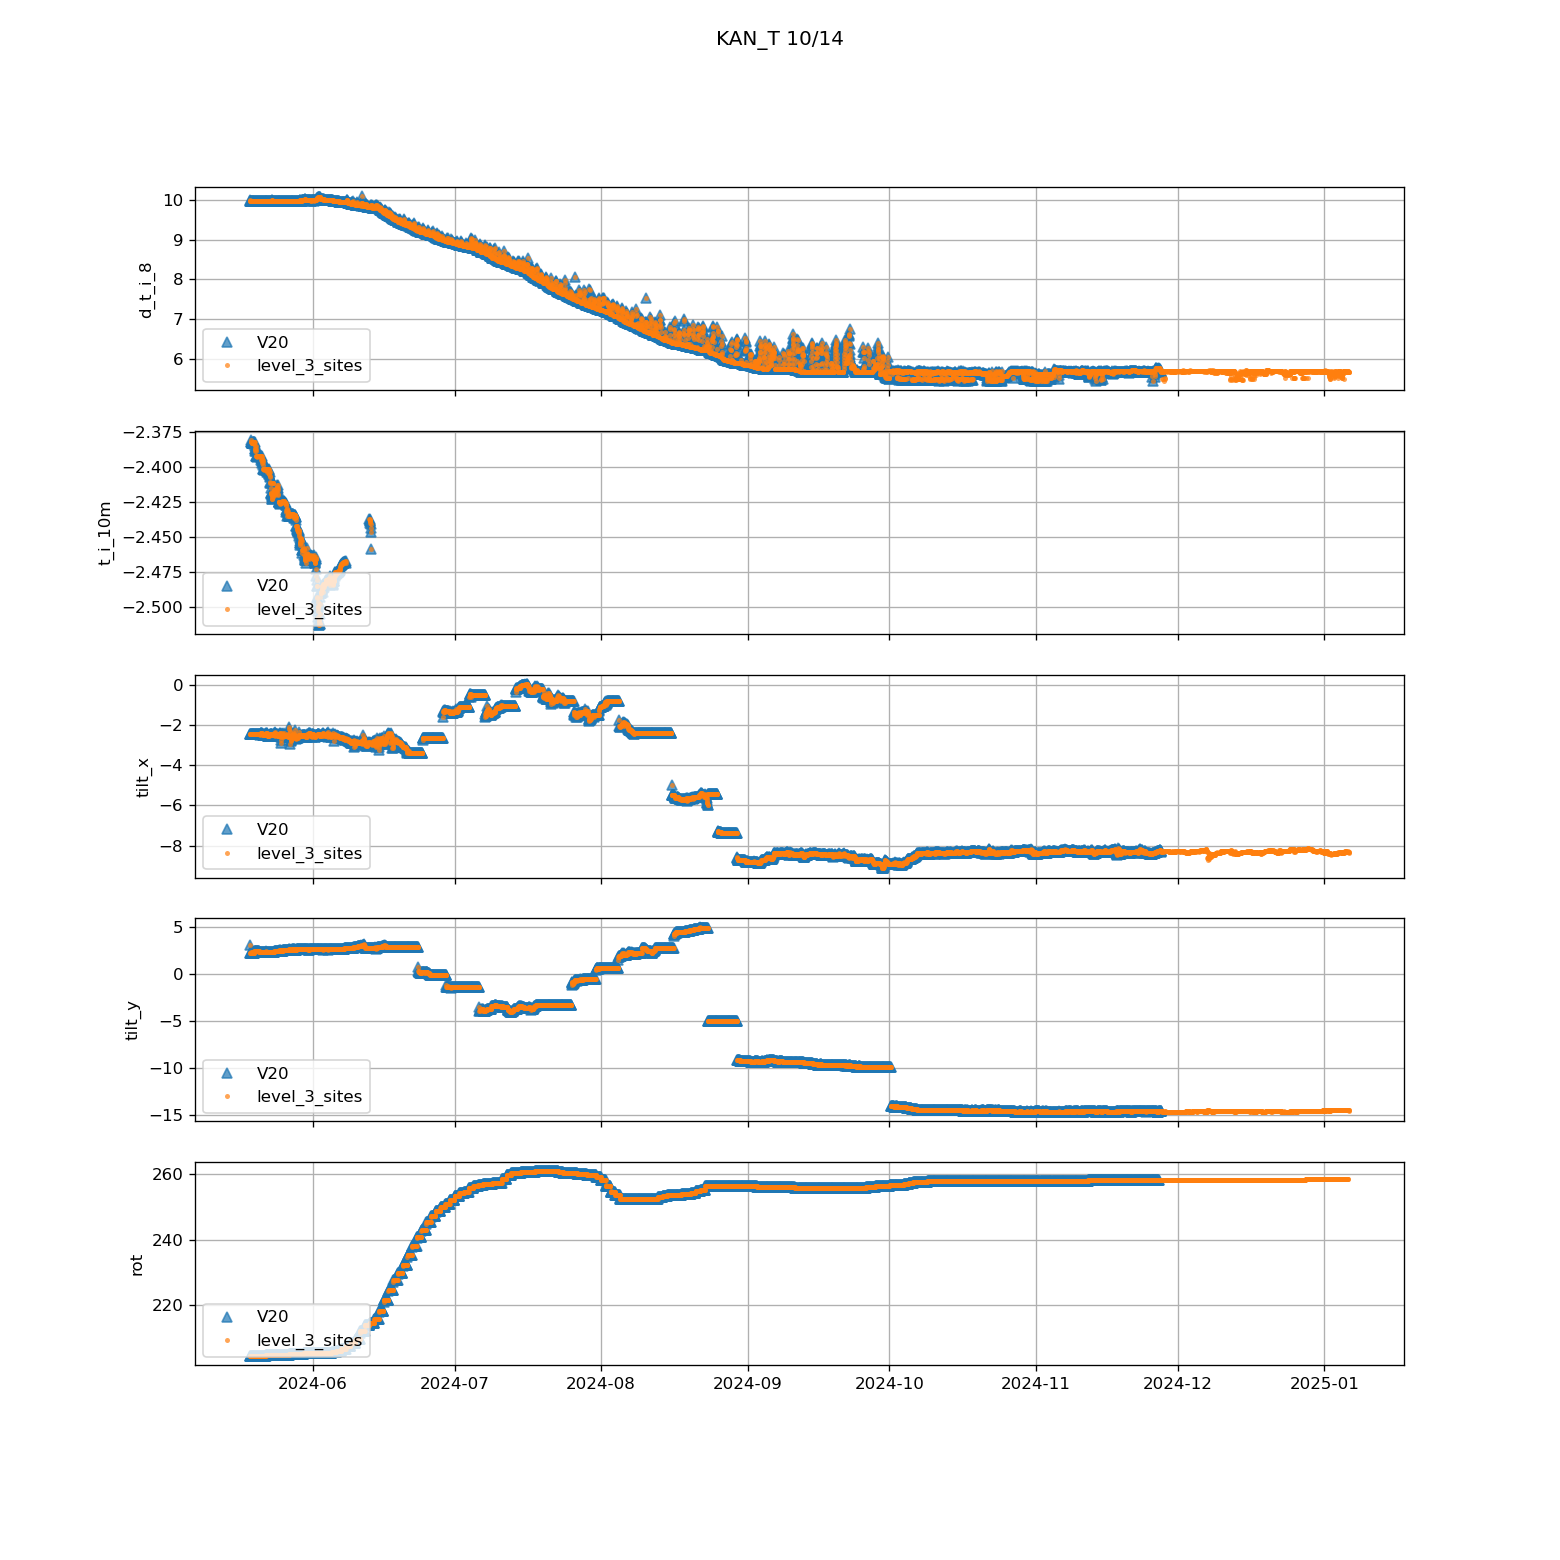 KAN_T 10/14
10
9
8
7
6
d_t_i_8
V20
level_3_sites
−2.375
−2.400
−2.425
−2.450
−2.475
−2.500
t_i_10m
V20
level_3_sites
0
−2
−4
−6
−8
tilt_x
V20
level_3_sites
5
0
−5
−10
−15
tilt_y
V20
level_3_sites
260
240
220
rot
V20
level_3_sites
2024-06 2024-07 2024-08 2024-09 2024-10 2024-11 2024-12 2025-01